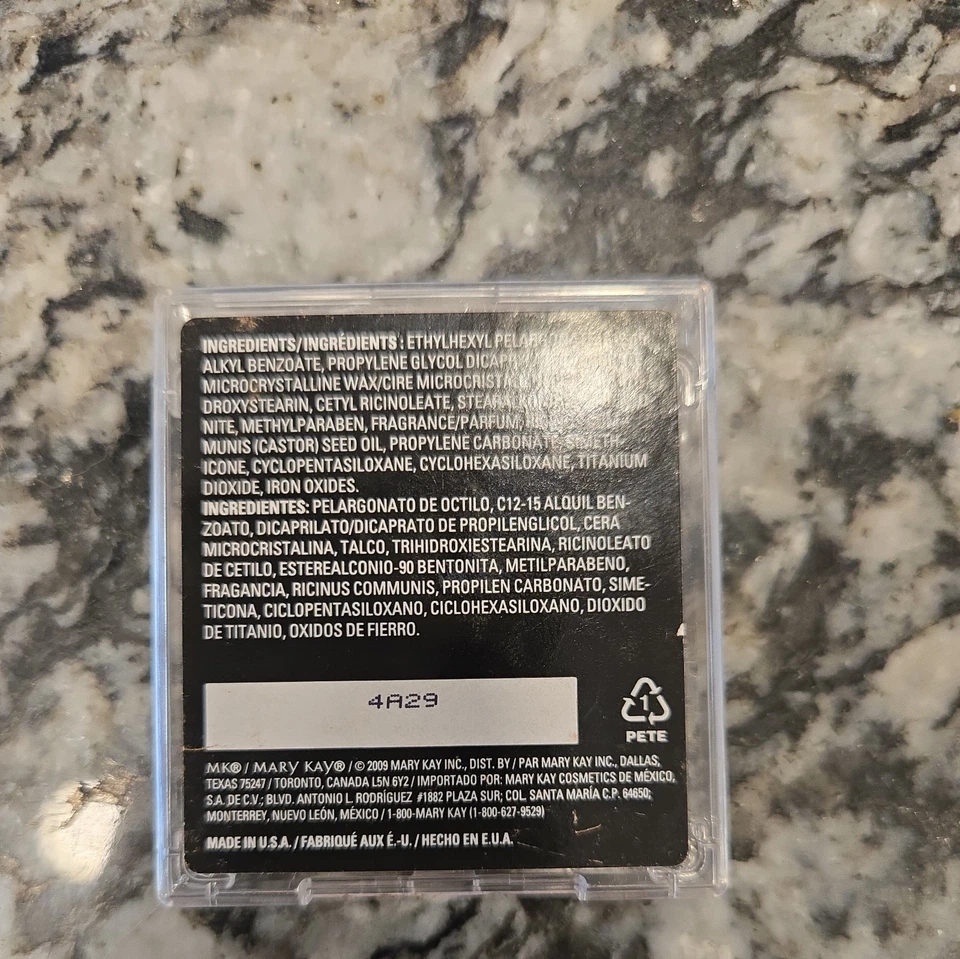 INGREDIENTS/INGRÉDIENTS : ETHYLHEXYL
ALKYL BENZOATE, PROPYLENE GLYCOL
MICROCRYSTALLINE WAX/CIRE
DROXYSTEARIN, CETYL RICINOLEATE,
NITE, METHYLPARABEN, FRAGRANCE/PARFUM,
MUNIS (CASTOR) SEED OIL, PROPYLENE CARBONATE, SIMETH-
ICONE, CYCLOPENTASILOXANE, CYCLOHEXASILOXANE, TITANIUM
DIOXIDE, IRON OXIDES.
INGREDIENTES: PELARGONATO DE OCTILO, C12-15 ALQUIL BEN-
ZOATO, DICAPRILATO/DICAPRATO DE PROPILENGLICOL, CERA
MICROCRISTALINA, TALCO, TRIHIDROXIESTEARINA, RICINOLEATO
DE CETILO, ESTEREALCONIO-90 BENTONITA, METILPARABENO,
FRAGANCIA, RICINUS COMMUNIS, PROPILEN CARBONATO, SIME-
TICONA, CICLOPENTASILOXANO, CICLOHEXASILOXANO, DIOXIDO
DE TITANIO, OXIDOS DE FIERRO.
4A29
1
PETE
MK® / MARY KAY® / © 2009 MARY KAY INC., DIST. BY / PAR MARY KAY INC., DALLAS,
TEXAS 75247 / TORONTO, CANADA L5N 6Y2 / IMPORTADO POR: MARY KAY COSMETICS DE MÉXICO,
S.A. DE C.V.; BLVD. ANTONIO L. RODRÍGUEZ #1882 PLAZA SUR; COL. SANTA MARÍA C.P. 64650;
MONTERREY, NUEVO LEÓN, MÉXICO / 1-800-MARY KAY (1-800-627-9529)
MADE IN U.S.A. / FABRIQUÉ AUX É.-U. / HECHO EN E.U.A.